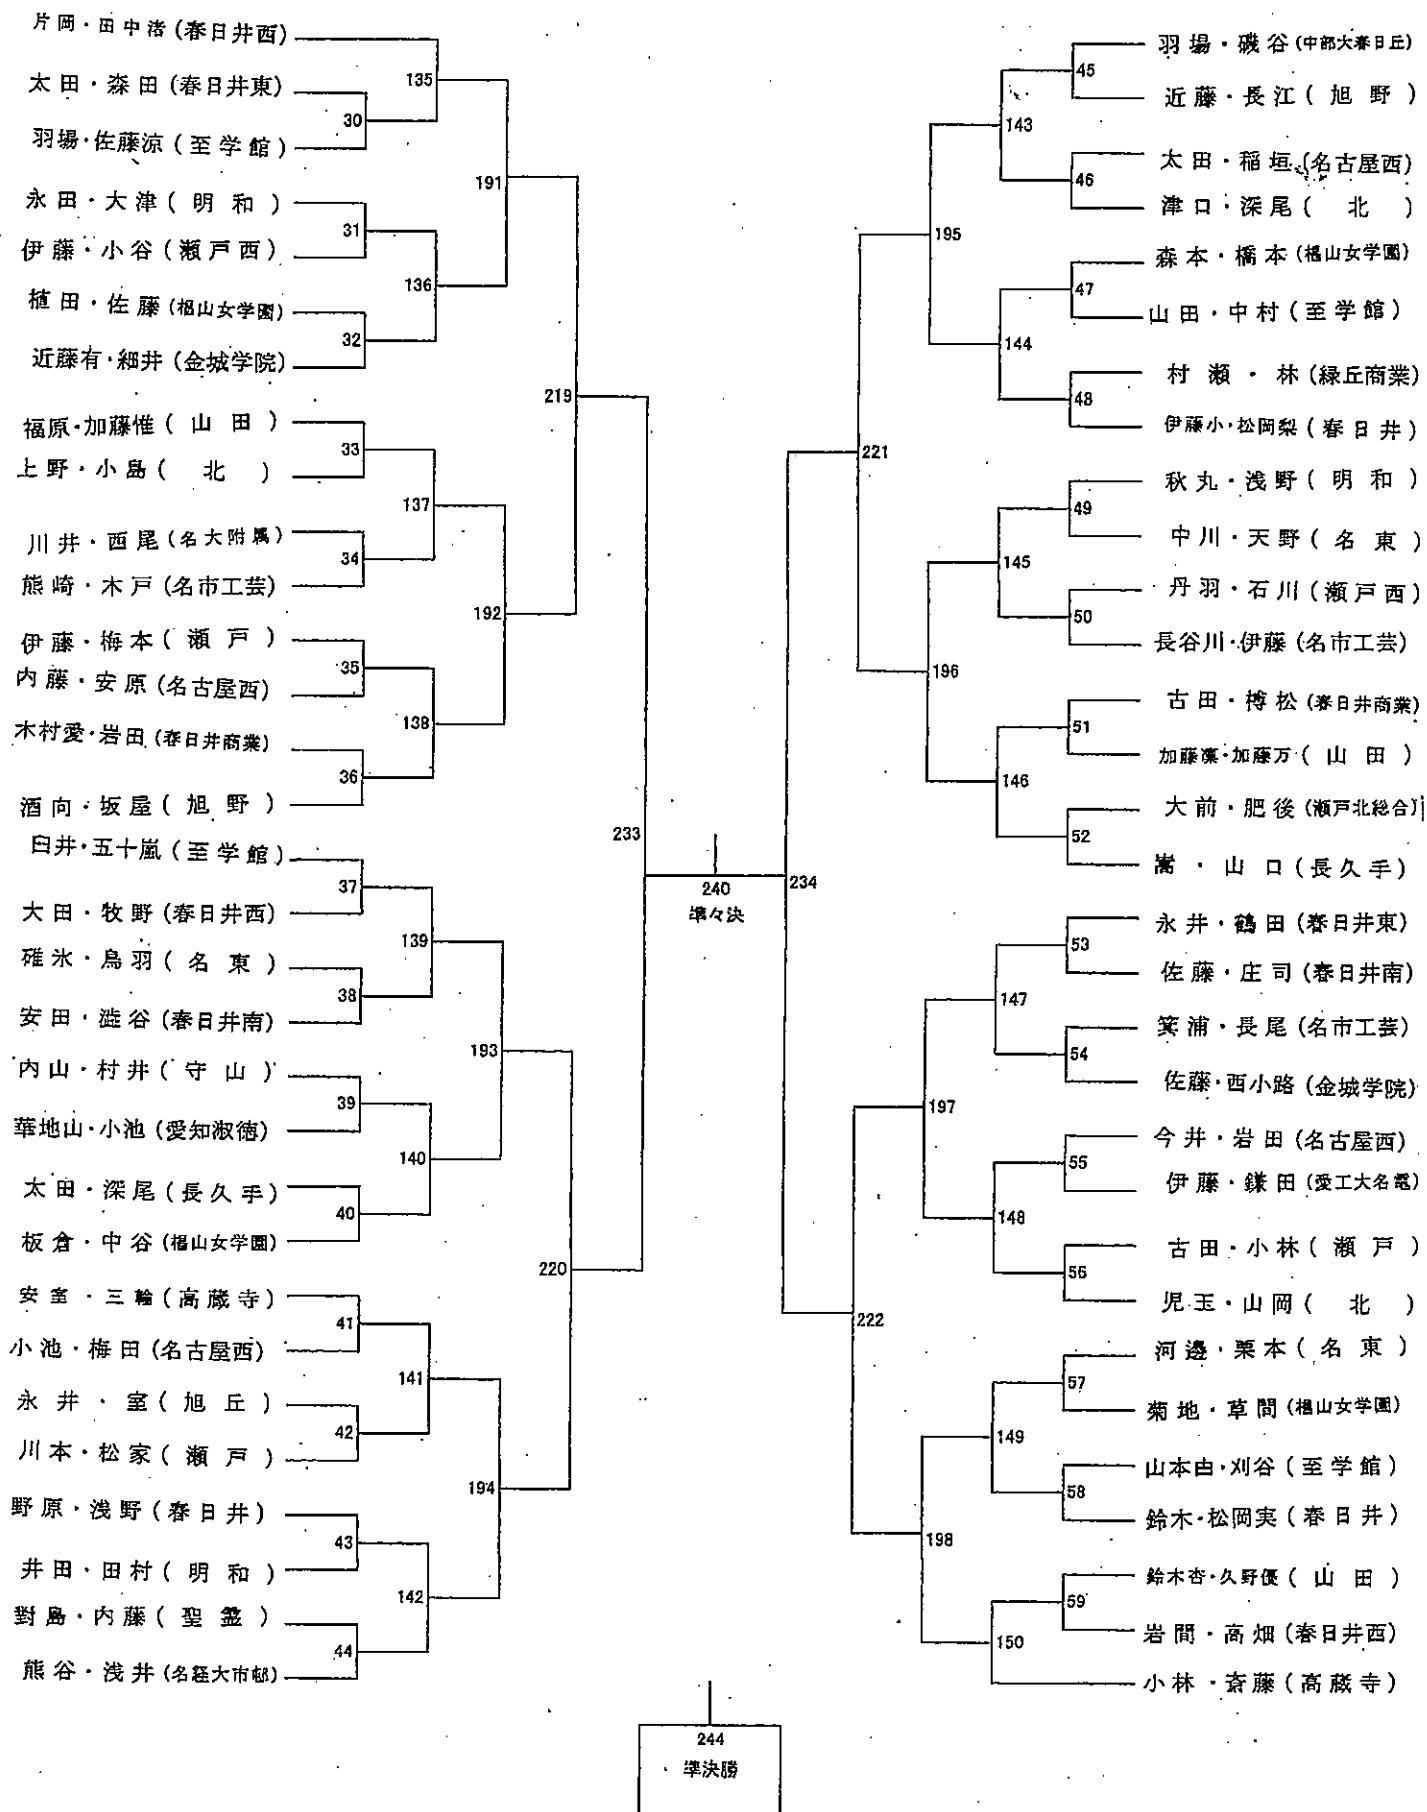 片岡・田中渚(春日井西)
太田・森田(春日井東)
羽場・佐藤涼(至学館)
永田・大津(明和)
伊藤・小谷(瀬戸西)
植田・佐藤(椙山女学園)
近藤有・細井(金城学院)
福原・加藤惟(山田)
上野・小島(北)
川井・西尾(名大附属)
熊崎・木戸(名市工芸)
伊藤・梅本(瀬戸)
内藤・安原(名古屋西)
木村愛・岩田(春日井商業)
酒向・坂屋(旭野)
臼井・五十嵐(至学館)
大田・牧野(春日井西)
碓氷・鳥羽(名東)
安田・澁谷(春日井南)
内山・村井(守山)
華地山・小池(愛知淑徳)
太田・深尾(長久手)
板倉・中谷(椙山女学園)
安室・三輪(高蔵寺)
小池・梅田(名古屋西)
永井・室(旭丘)
川本・松家(瀬戸)
野原・浅野(春日井)
井田・田村(明和)
對島・内藤(聖霊)
熊谷・浅井(名経大市邨)
30
31
32
33
34
35
36
37
38
39
40
41
42
43
44
135
136
137
138
139
140
141
142
191
192
193
194
219
220
233
240
準々決
234
221
222
195
196
197
198
143
144
145
146
147
148
149
150
45
46
47
48
49
50
51
52
53
54
55
56
57
58
59
羽場・磯谷(中部大春日丘)
近藤・長江(旭野)
太田・稲垣(名古屋西)
津口・深尾(北)
森本・橋本(椙山女学園)
山田・中村(至学館)
村瀬・林(緑丘商業)
伊藤小・松岡梨(春日井)
秋丸・浅野(明和)
中川・天野(名東)
丹羽・石川(瀬戸西)
長谷川・伊藤(名市工芸)
古田・樽松(春日井商業)
加藤凜・加藤万(山田)
大前・肥後(瀬戸北総合)
嵩・山口(長久手)
永井・鶴田(春日井東)
佐藤・庄司(春日井南)
箕浦・長尾(名市工芸)
佐藤・西小路(金城学院)
今井・岩田(名古屋西)
伊藤・鎌田(愛工大名電)
古田・小林(瀬戸)
児玉・山岡(北)
河邉・栗本(名東)
菊地・草間(椙山女学園)
山本由・刈谷(至学館)
鈴木・松岡実(春日井)
鈴木杏・久野優(山田)
岩間・高畑(春日井西)
小林・斎藤(高蔵寺)
244
準決勝